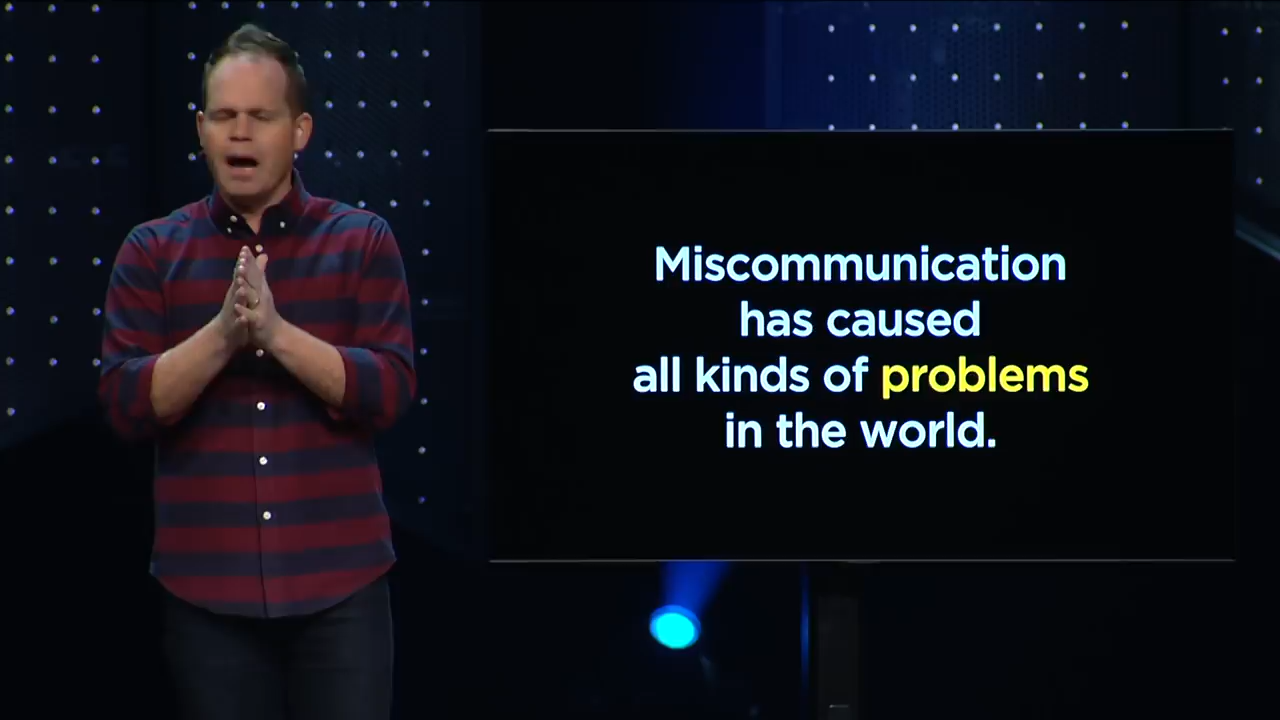 Miscommunication
has caused
all kinds of problems
in the world.